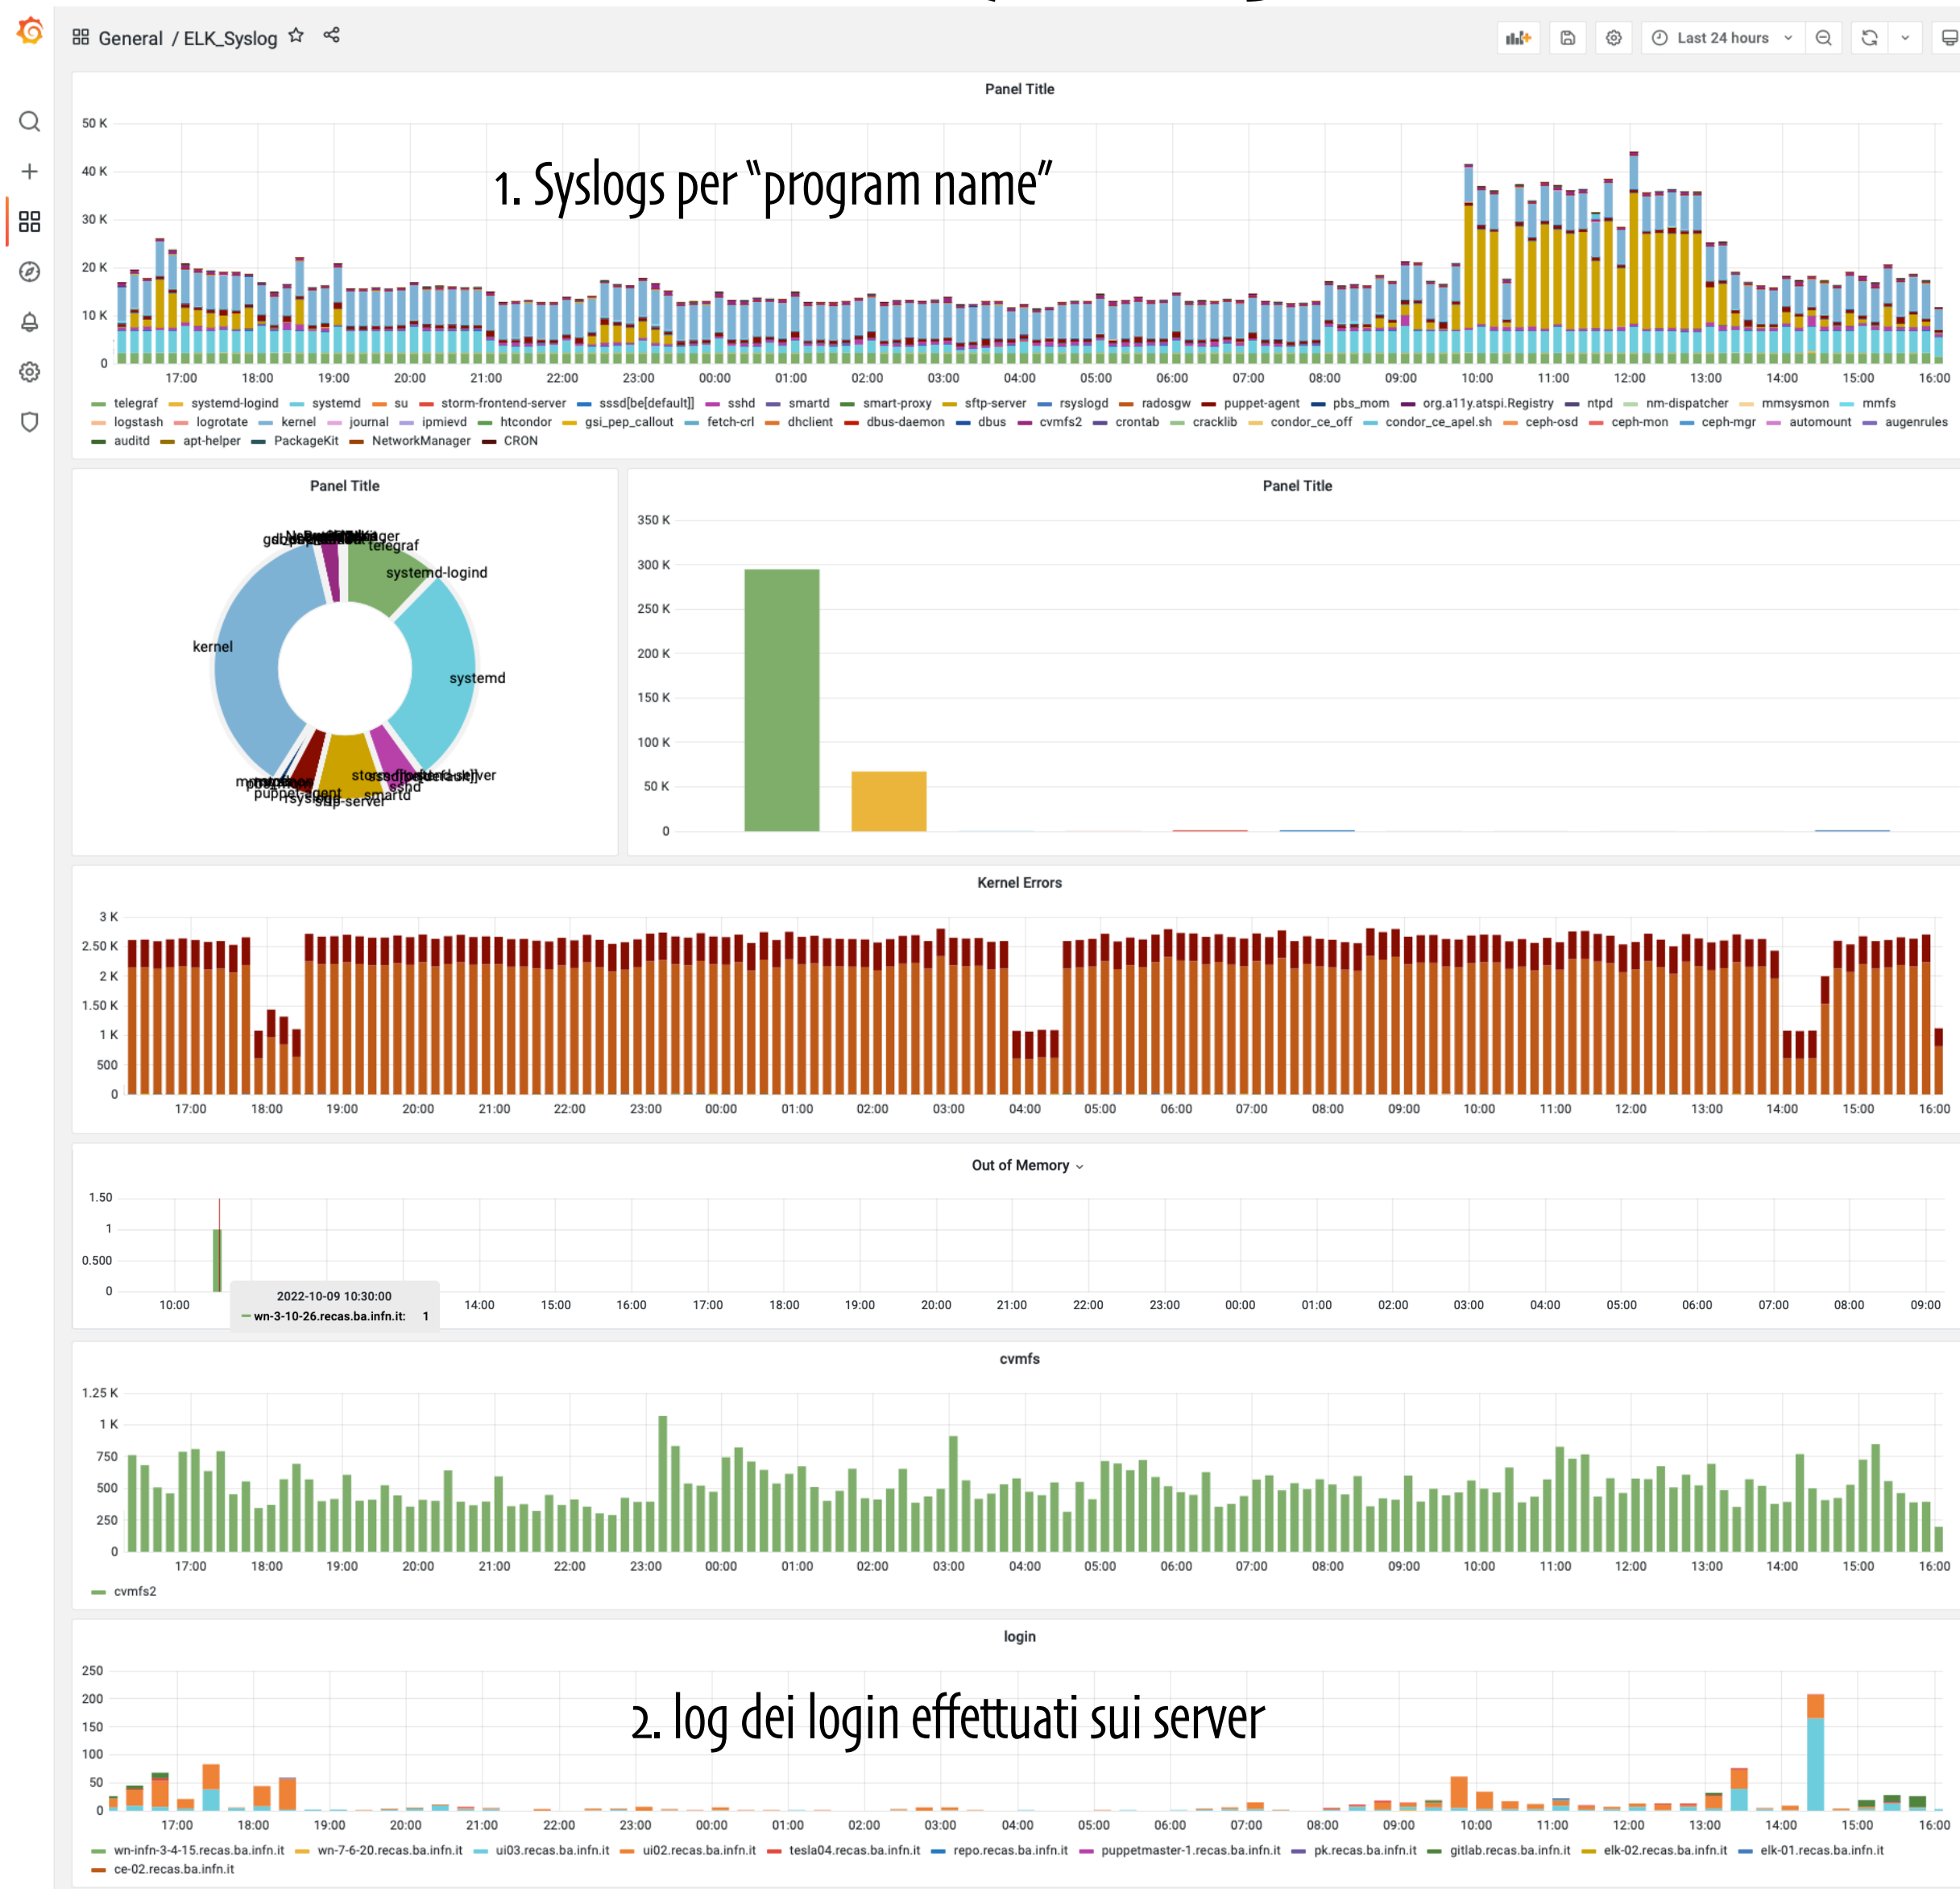 General / ELK_Syslog
Last 24 hours
Panel Title
50 K
40 K
30 K
20 K
10 K
0
1. Syslogs per "program name"
17:00 18:00 19:00 20:00 21:00 22:00 23:00 00:00 01:00 02:00 03:00 04:00 05:00 06:00 07:00 08:00 09:00 10:00 11:00 12:00 13:00 14:00 15:00 16:00
telegraf systemd-logind systemd su storm-frontend-server sssd[be[default]] sshd smartd smart-proxy sftp-server rsyslogd radosgw puppet-agent pbs_mom org.a11y.atspi.Registry ntpd nm-dispatcher mmsysmon mmfs
logstash logrotate kernel journal ipmievd htcondor gsi_pep_callout fetch-crl dhclient dbus-daemon dbus cvmfs2 crontab cracklib condor_ce_off condor_ce_apel.sh ceph-osd ceph-mon ceph-mgr automount augenrules
auditd apt-helper PackageKit NetworkManager CRON
Panel Title
telegraf
systemd-logind
kernel
systemd
sshd
smartd
puppet-agent
sftp-server
Panel Title
350 K
300 K
250 K
200 K
150 K
100 K
50 K
0
Kernel Errors
3 K
2.50 K
2 K
1.50 K
1 K
500
0
17:00 18:00 19:00 20:00 21:00 22:00 23:00 00:00 01:00 02:00 03:00 04:00 05:00 06:00 07:00 08:00 09:00 10:00 11:00 12:00 13:00 14:00 15:00 16:00
Out of Memory
1.50
1
0.500
0
10:00 14:00 15:00 16:00 17:00 18:00 19:00 20:00 21:00 22:00 23:00 00:00 01:00 02:00 03:00 04:00 05:00 06:00 07:00 08:00 09:00
2022-10-09 10:30:00
wn-3-10-26.recas.ba.infn.it: 1
cvmfs
1.25 K
1 K
750
500
250
0
17:00 18:00 19:00 20:00 21:00 22:00 23:00 00:00 01:00 02:00 03:00 04:00 05:00 06:00 07:00 08:00 09:00 10:00 11:00 12:00 13:00 14:00 15:00 16:00
cvmfs2
login
250
200
150
100
50
0
2. log dei login effettuati sui server
17:00 18:00 19:00 20:00 21:00 22:00 23:00 00:00 01:00 02:00 03:00 04:00 05:00 06:00 07:00 08:00 09:00 10:00 11:00 12:00 13:00 14:00 15:00 16:00
wn-infn-3-4-15.recas.ba.infn.it wn-7-6-20.recas.ba.infn.it ui03.recas.ba.infn.it ui02.recas.ba.infn.it tesla04.recas.ba.infn.it repo.recas.ba.infn.it puppetmaster-1.recas.ba.infn.it pk.recas.ba.infn.it gitlab.recas.ba.infn.it elk-02.recas.ba.infn.it elk-01.recas.ba.infn.it
ce-02.recas.ba.infn.it